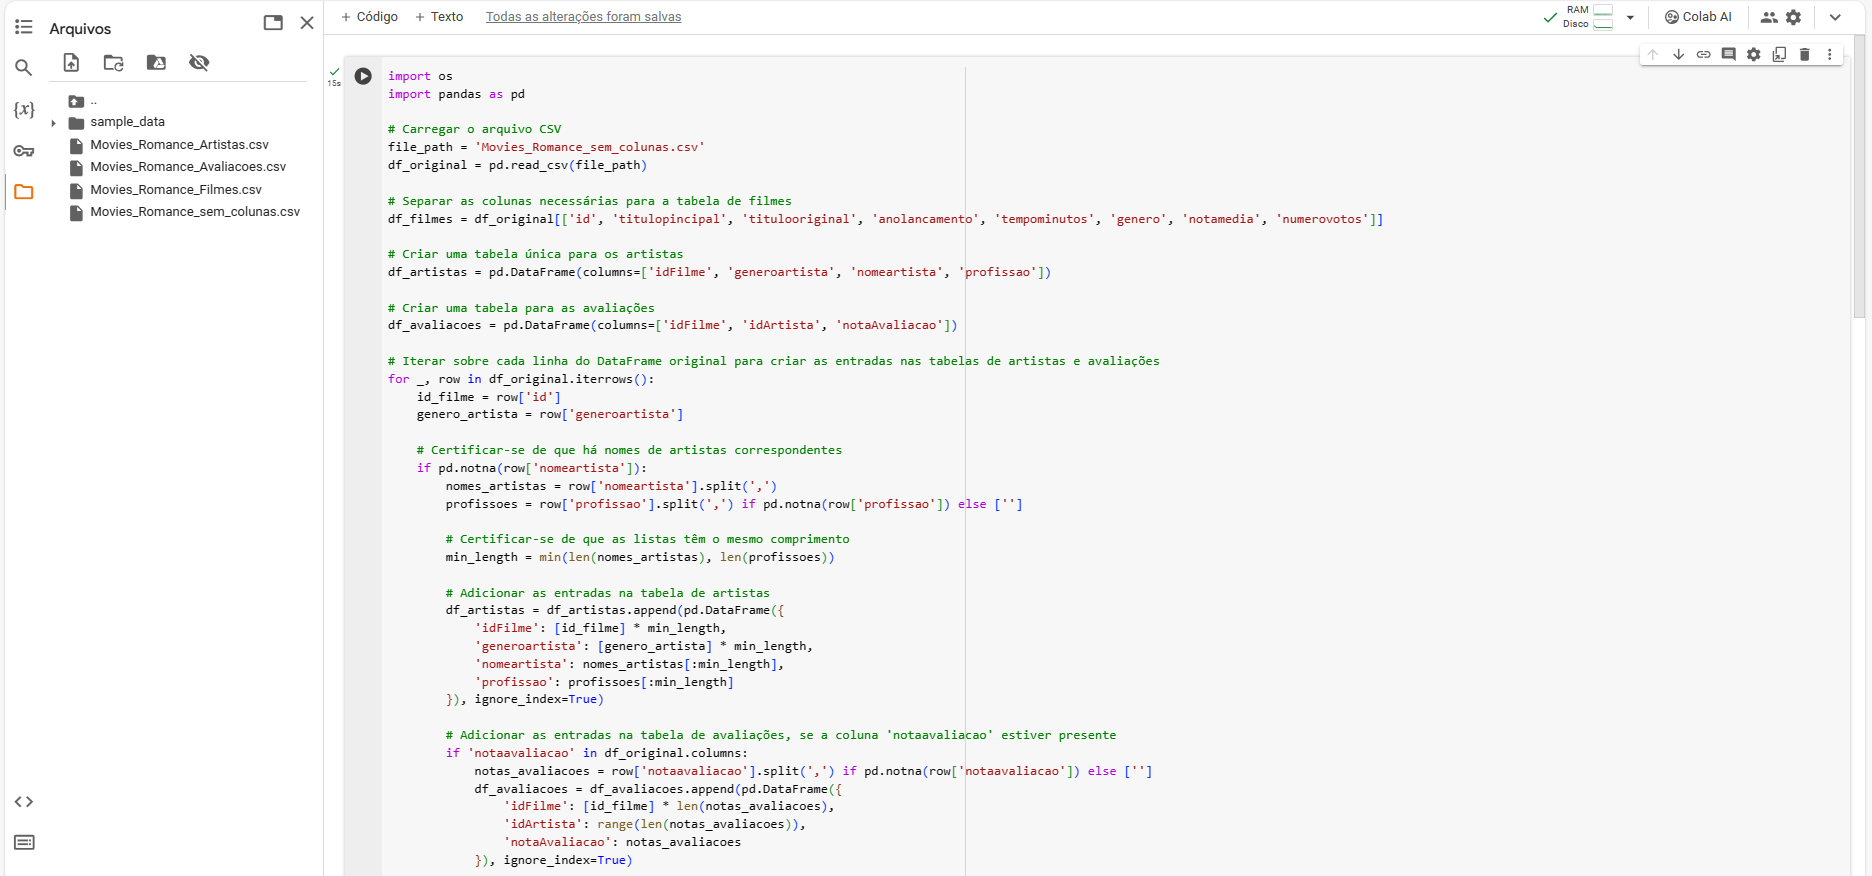 Arquivos
..
sample_data
Movies_Romance_Artistas.csv
Movies_Romance_Avaliacoes.csv
Movies_Romance_Filmes.csv
Movies_Romance_sem_colunas.csv
{x}
+ Código + Texto Todas as alterações foram salvas
RAM
Disco
Colab AI
15s
import os
import pandas as pd
# Carregar o arquivo CSV
file_path = 'Movies_Romance_sem_colunas.csv'
df_original = pd.read_csv(file_path)
# Separar as colunas necessárias para a tabela de filmes
df_filmes = df_original[['id', 'titulopincipal', 'titulooriginal', 'anolancamento', 'tempominutos', 'genero', 'notamedia', 'numerovotos']]
# Criar uma tabela única para os artistas
df_artistas = pd.DataFrame(columns=['idFilme', 'generoartista', 'nomeartista', 'profissao'])
# Criar uma tabela para as avaliações
df_avaliacoes = pd.DataFrame(columns=['idFilme', 'idArtista', 'notaAvaliacao'])
# Iterar sobre cada linha do DataFrame original para criar as entradas nas tabelas de artistas e avaliações
for _, row in df_original.iterrows():
    id_filme = row['id']
    genero_artista = row['generoartista']
    # Certificar-se de que há nomes de artistas correspondentes
    if pd.notna(row['nomeartista']):
        nomes_artistas = row['nomeartista'].split(',')
        profissoes = row['profissao'].split(',') if pd.notna(row['profissao']) else ['']
        # Certificar-se de que as listas têm o mesmo comprimento
        min_length = min(len(nomes_artistas), len(profissoes))
        # Adicionar as entradas na tabela de artistas
        df_artistas = df_artistas.append(pd.DataFrame({
            'idFilme': [id_filme] * min_length,
            'generoartista': [genero_artista] * min_length,
            'nomeartista': nomes_artistas[:min_length],
            'profissao': profissoes[:min_length]
        }), ignore_index=True)
        # Adicionar as entradas na tabela de avaliações, se a coluna 'notaavaliacao' estiver presente
        if 'notaavaliacao' in df_original.columns:
            notas_avaliacoes = row['notaavaliacao'].split(',') if pd.notna(row['notaavaliacao']) else ['']
            df_avaliacoes = df_avaliacoes.append(pd.DataFrame({
                'idFilme': [id_filme] * len(notas_avaliacoes),
                'idArtista': range(len(notas_avaliacoes)),
                'notaAvaliacao': notas_avaliacoes
            }), ignore_index=True)